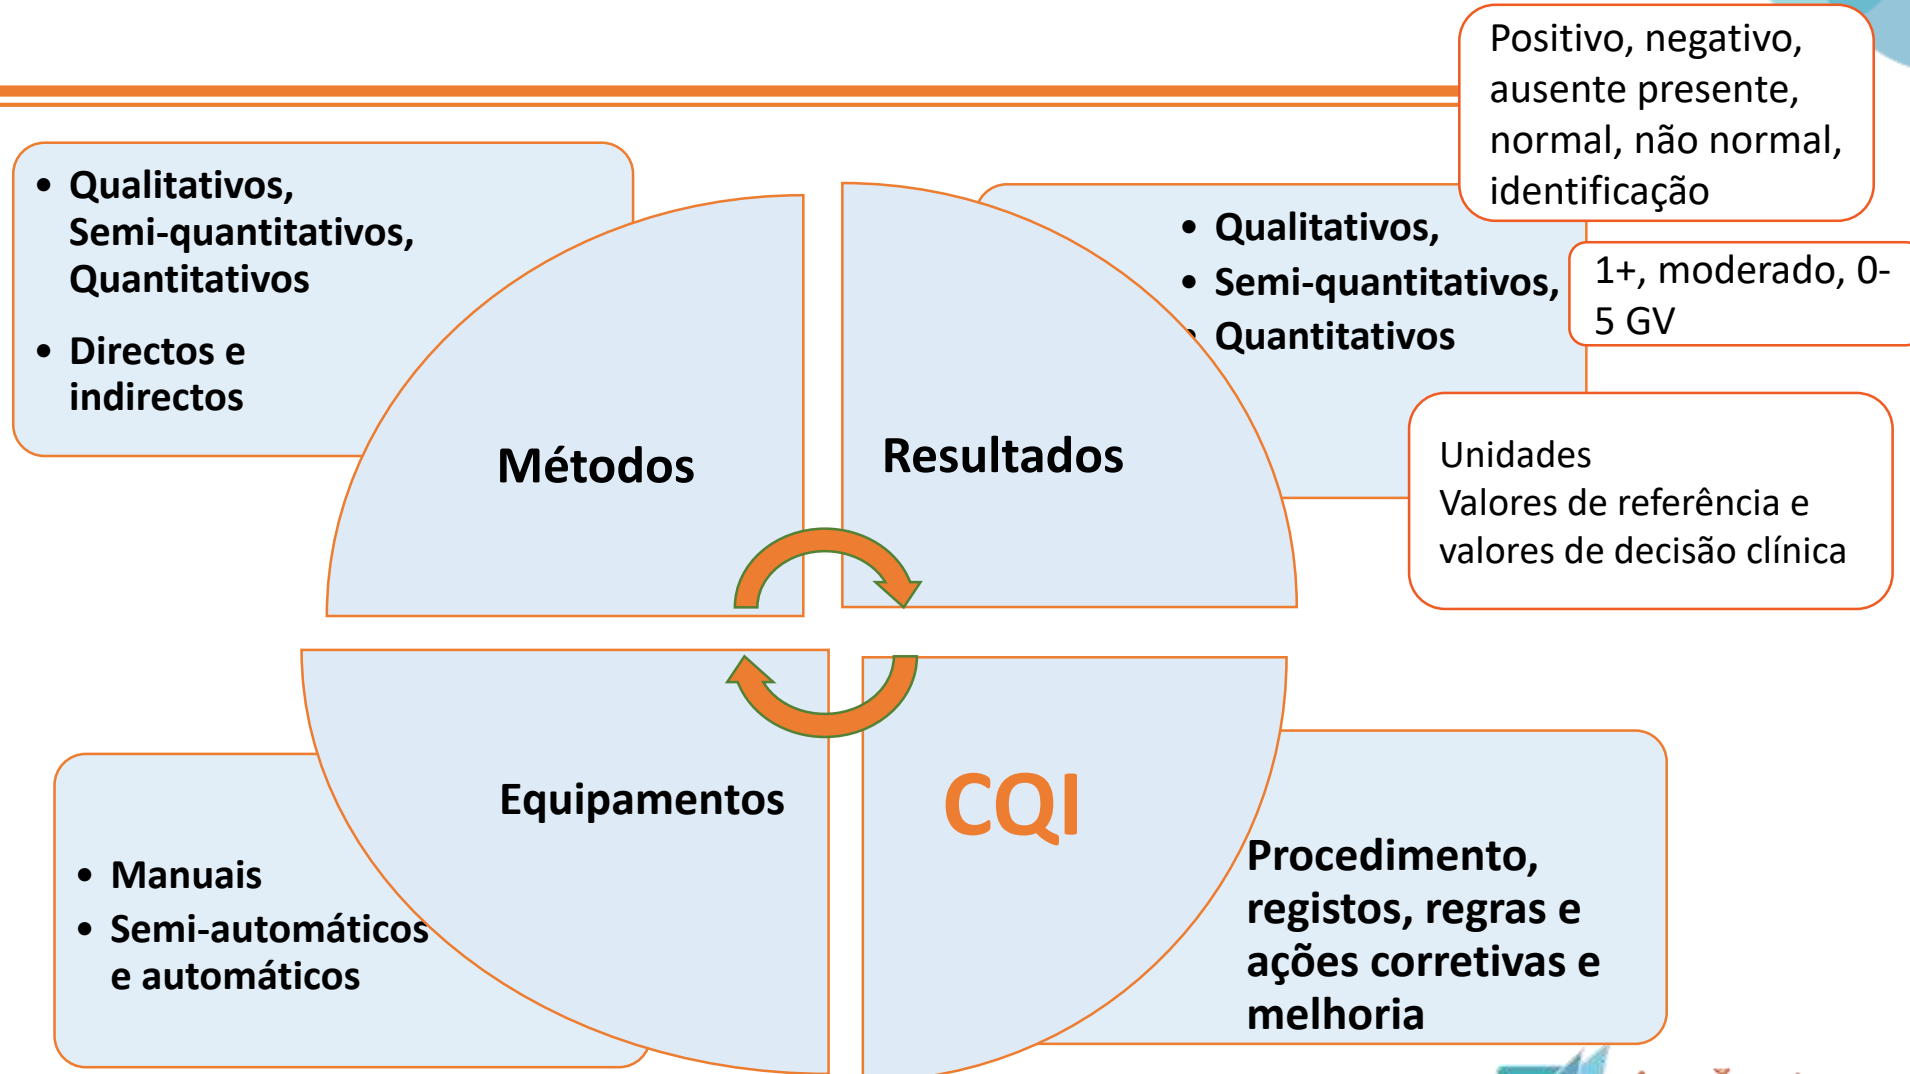 Positivo, negativo,
ausente presente,
normal, não normal,
identificação
• Qualitativos,
Semi-quantitativos,
Quantitativos
• Directos e
indirectos
• Qualitativos,
• Semi-quantitativos,
• Quantitativos
1+, moderado, 0-
5 GV
Unidades
Valores de referência e
valores de decisão clínica
Métodos
Resultados
Equipamentos
CQI
• Manuais
• Semi-automáticos
e automáticos
Procedimento,
registos, regras e
ações corretivas e
melhoria